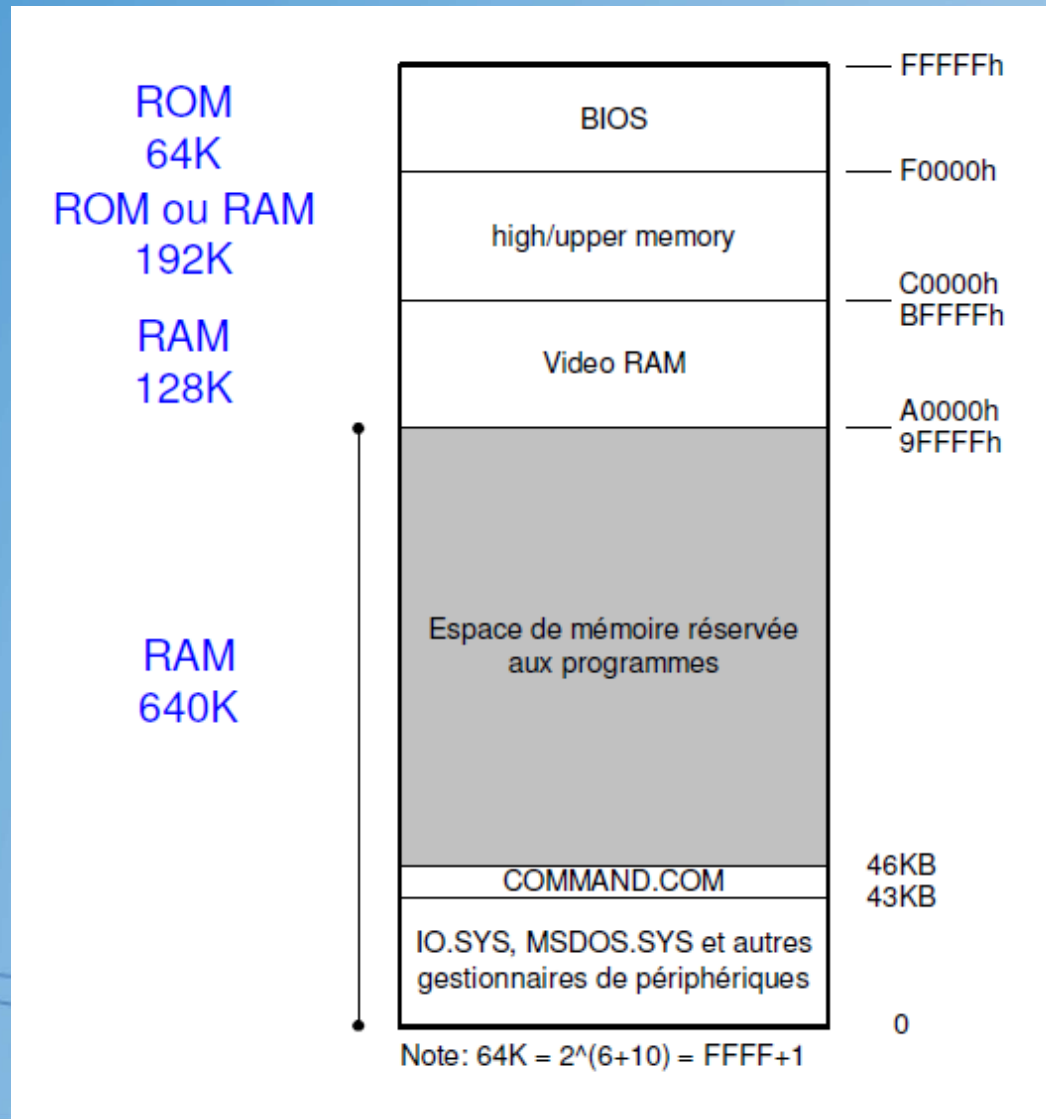 ROM
64K
ROM ou RAM
192K
RAM
128K
RAM
640K
BIOS
high/upper memory
Video RAM
Espace de mémoire réservée
aux programmes
COMMAND.COM
IO.SYS, MSDOS.SYS et autres
gestionnaires de périphériques
FFFFFh
F0000h
C0000h
BFFFFh
A0000h
9FFFFh
46KB
43KB
0
Note: 64K = 2^(6+10) = FFFF+1